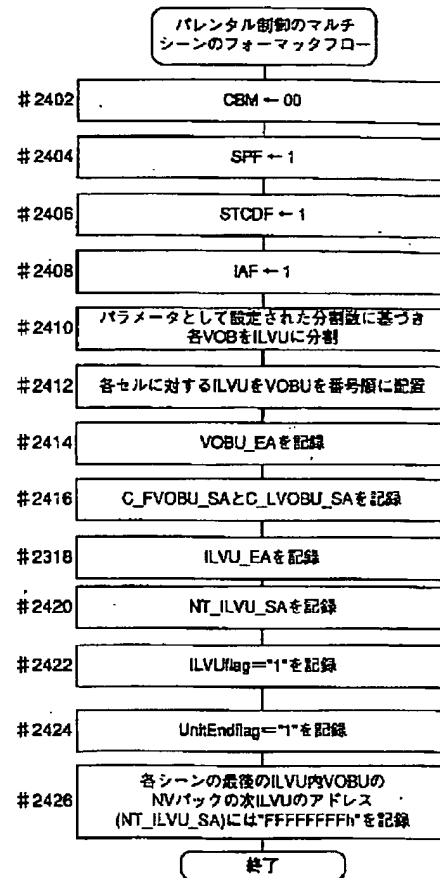 パレンタル制御のマルチ
シーンのフォーマッタフロー
#2402
CBM ← 00
#2404
SPF ← 1
#2406
STCDF ← 1
#2408
IAF ← 1
#2410
パラメータとして設定された分割数に基づき
各VOBをILVUに分割
#2412
各セルに対するILVUをVOBUを番号順に配置
#2414
VOBU_EAを記録
#2416
C_FVOBU_SAとC_LVOBU_SAを記録
#2318
ILVU_EAを記録
#2420
NT_ILVU_SAを記録
#2422
ILVUflag="1"を記録
#2424
UnitEndflag="1"を記録
#2426
各シーンの最後のILVU内VOBUの
NVパックの次ILVUのアドレス
(NT_ILVU_SA)には"FFFFFFFFh"を記録
終了